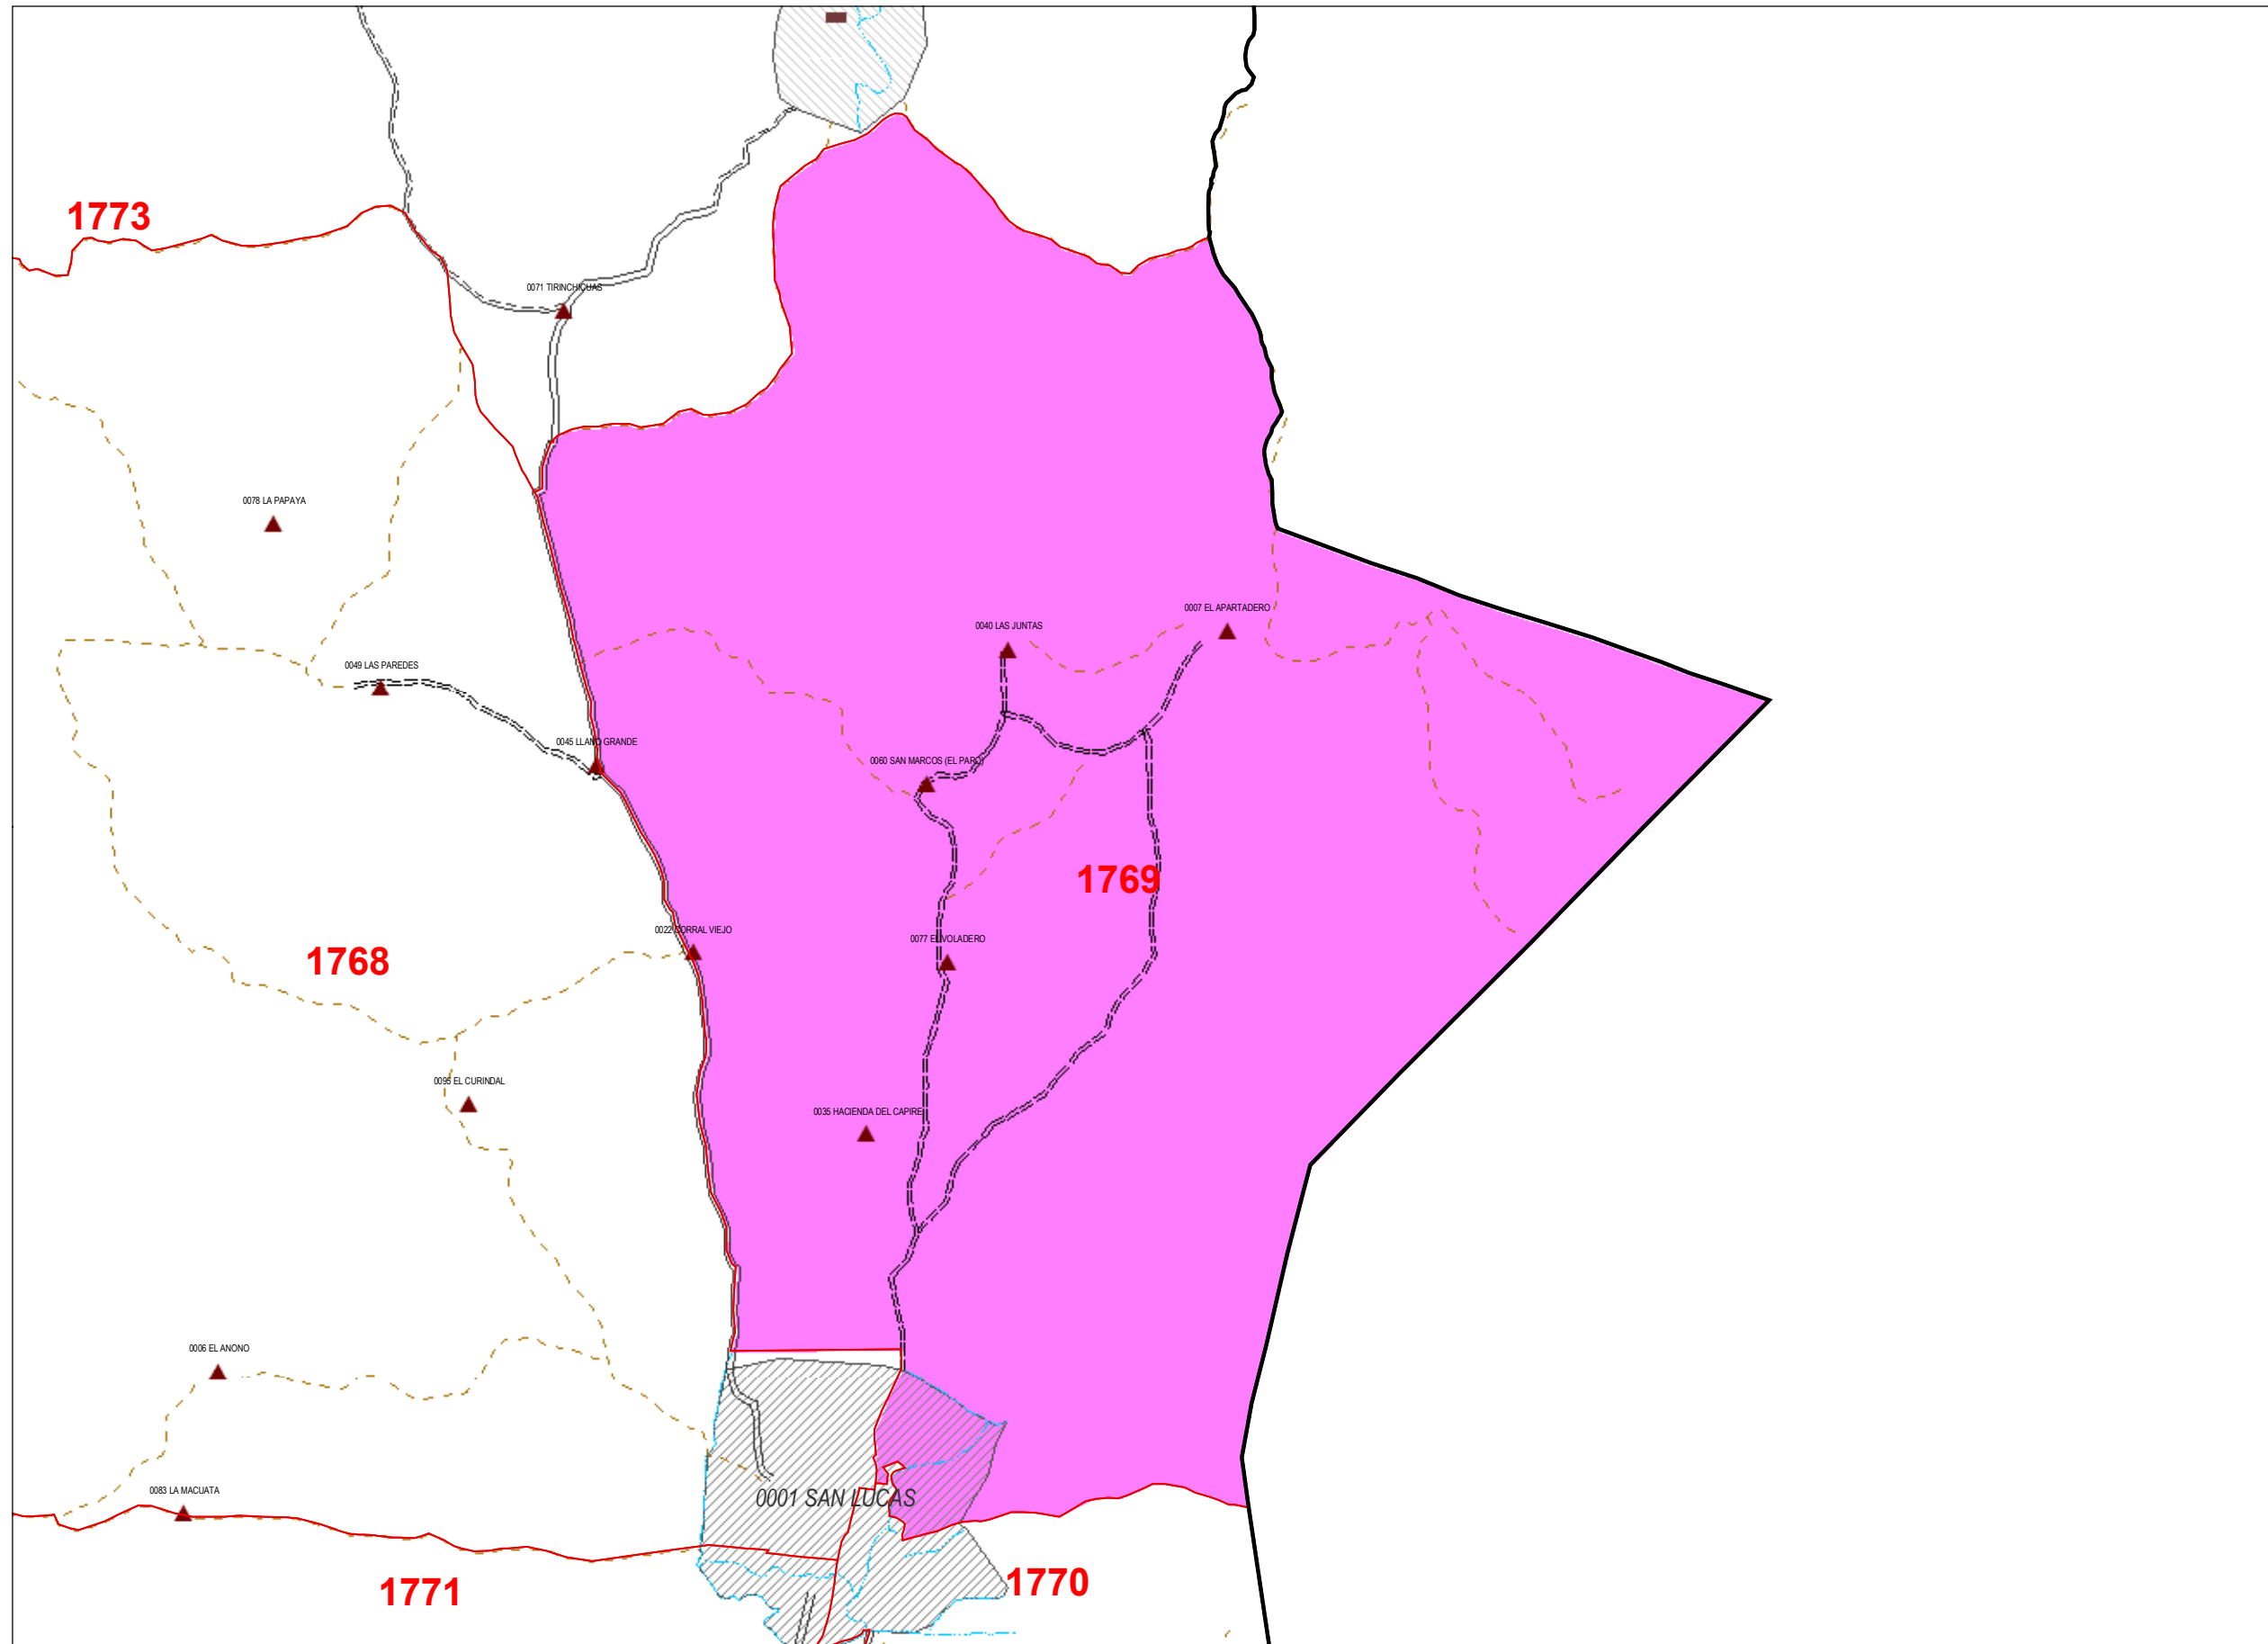 1773
0071 TIRINCHICUAS
0078 LA PAPAYA
0007 EL APARTADERO
0040 LAS JUNTAS
0049 LAS PAREDES
0045 LLANO GRANDE
0060 SAN MARCOS (EL PARO)
1769
0022 CORRAL VIEJO
0077 EL VOLADERO
1768
0095 EL CURINDAL
0035 HACIENDA DEL CAPIRE
0006 EL ANONO
0083 LA MACUATA
0001 SAN LUCAS
1770
1771